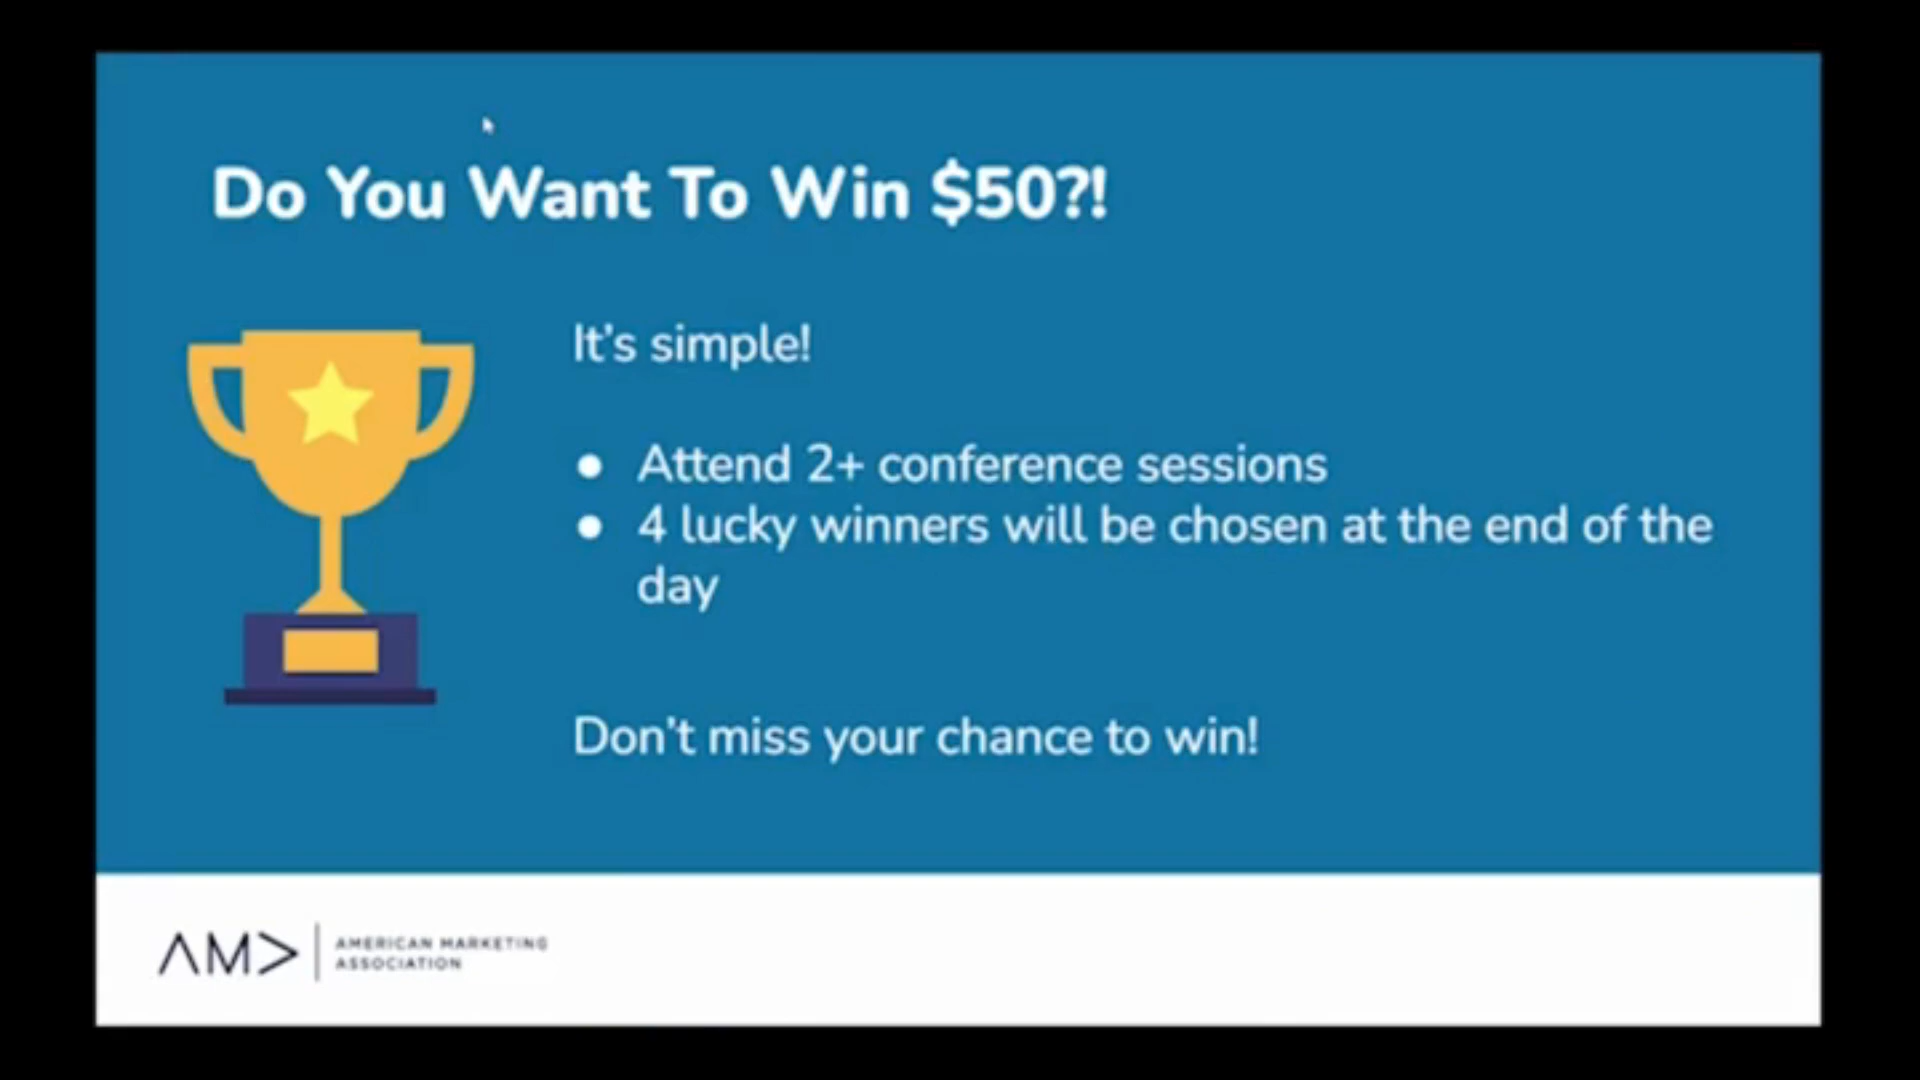 Do You Want To Win $50?!
It's simple!
● Attend 2+ conference sessions
● 4 lucky winners will be chosen at the end of the
day
Don't miss your chance to win!
AMA
AMERICAN MARKETING
ASSOCIATION